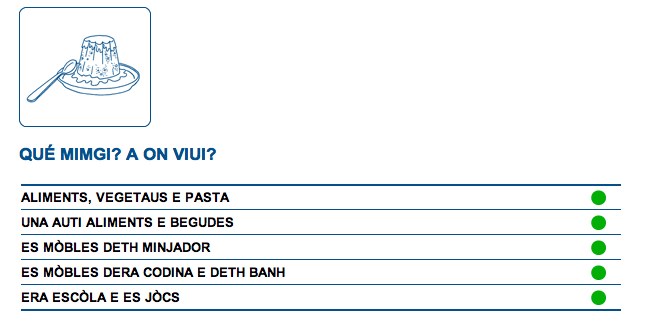 QUÉ MIMGI? A ON VIUI?
ALIMENTS, VEGETAUS E PASTA
UNA AUTI ALIMENTS E BEGUDES
ES MÒBLES DETH MINJADOR
ES MÒBLES DERA CODINA E DETH BANH
ERA ESCÒLA E ES JÒCS